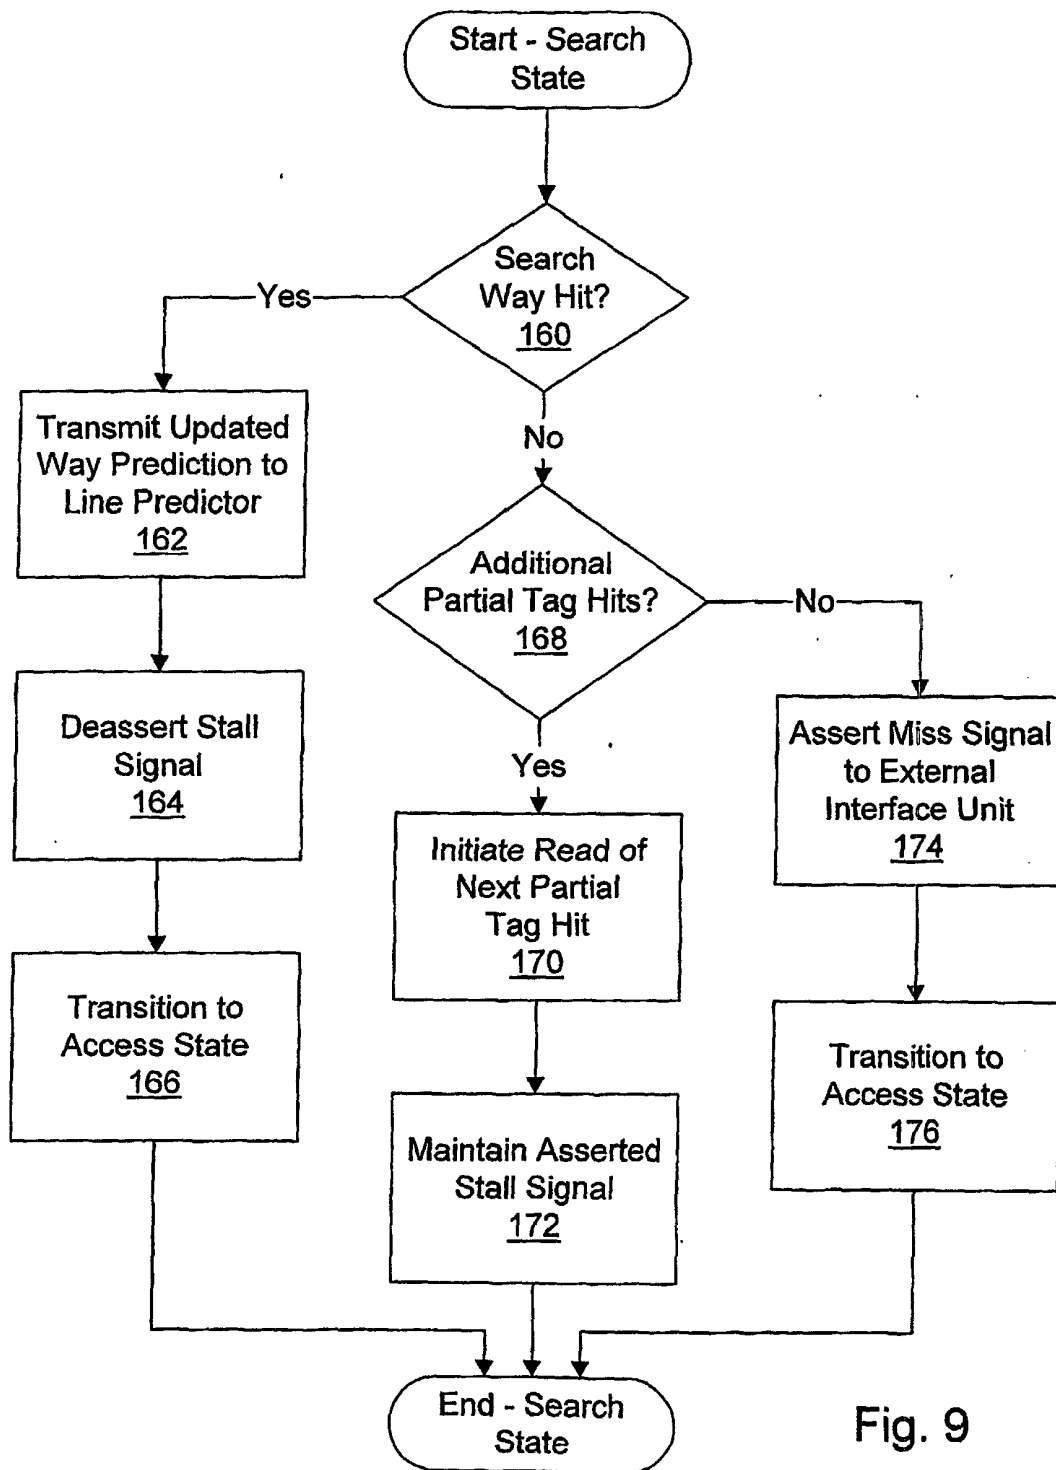 Start - Search
State
Search
Way Hit?
160
Yes
No
Transmit Updated
Way Prediction to
Line Predictor
162
Additional
Partial Tag Hits?
168
No
Yes
Deassert Stall
Signal
164
Assert Miss Signal
to External
Interface Unit
174
Initiate Read of
Next Partial
Tag Hit
170
Transition to
Access State
166
Transition to
Access State
176
Maintain Asserted
Stall Signal
172
End - Search
State
Fig. 9